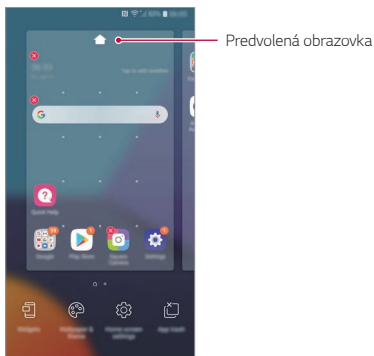 Predvolená obrazovka
Quick Help
Google
Play Store
Square
Camera
Settings
Widgets
Wallpaper &
theme
Home screen
settings
App trash